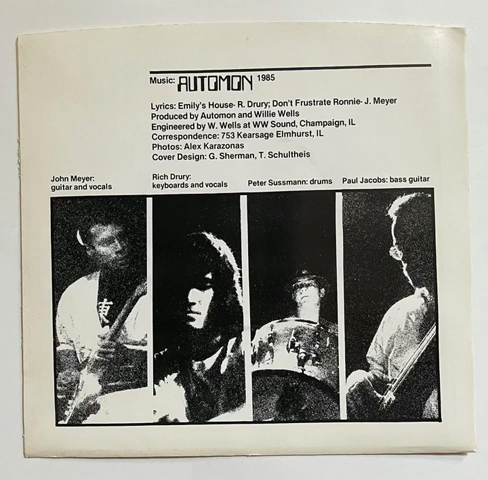 Music: AUTOMON 1985
Lyrics: Emily's House- R. Drury; Don't Frustrate Ronnie- J. Meyer
Produced by Automon and Willie Wells
Engineered by W. Wells at WW Sound, Champaign, IL
Correspondence: 753 Kearsage Elmhurst, IL
Photos: Alex Karazonas
Cover Design: G. Sherman, T. Schultheis
John Meyer:
guitar and vocals
Rich Drury:
keyboards and vocals
Peter Sussmann: drums
Paul Jacobs: bass guitar
東